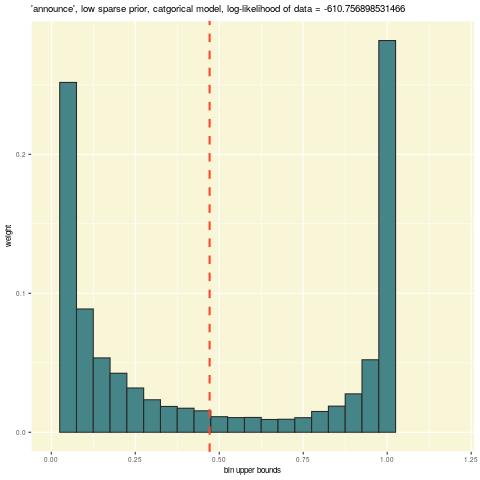 'announce', low sparse prior, catgorical model, log-likelihood of data = -610.756898531466
weight
0.2
0.1
0.0
0.00 0.25 0.50 0.75 1.00 1.25
bin upper bounds